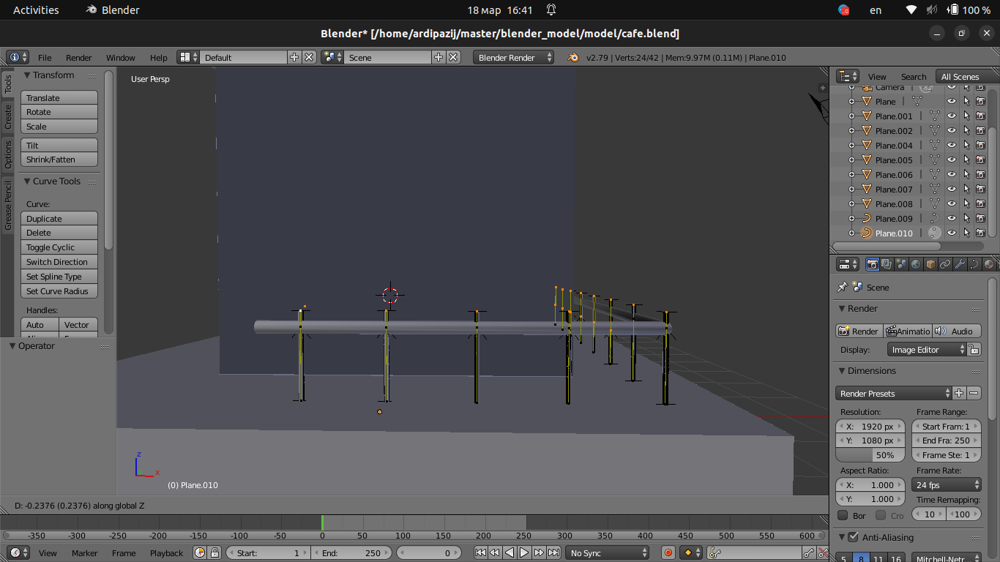 Activities Blender 18 мар 16:41 en 100 %
Blender* [/home/ardipazij/master/blender_model/model/cafe.blend]
File Render Window Help Default Scene Blender Render v2.79 | Verts:24/42 | Mem:9.97M (0.11M) | Plane.010
Tools
Create
Options
Grease Pencil
Transform
Translate
Rotate
Scale
Tilt
Shrink/Fatten
Curve Tools
Curve:
Duplicate
Delete
Toggle Cyclic
Switch Direction
Set Spline Type
Set Curve Radius
Handles:
Auto Vector
Operator
User Persp
z
x
(0) Plane.010
D: -0.2376 (0.2376) along global Z
View Search All Scenes
Camera
Plane
Plane.001
Plane.002
Plane.004
Plane.005
Plane.006
Plane.007
Plane.008
Plane.009
Plane.010
Scene
Render
Render Animatio Audio
Display: Image Editor
Dimensions
Render Presets
Resolution: Frame Range:
X: 1920 px Start Fram: 1
Y: 1080 px End Fra: 250
50% Frame Ste: 1
Aspect Ratio: Frame Rate:
X: 1.000 24 fps
Y: 1.000 Time Remapping:
Bor Cro 10 100
Anti-Aliasing
5 8 11 16 Mitchell-Netr...
-350 -300 -250 -200 -150 -100 -50 0 50 100 150 200 250 300 350 400 450 500 550 600
View Marker Frame Playback Start: 1 End: 250 0 No Sync